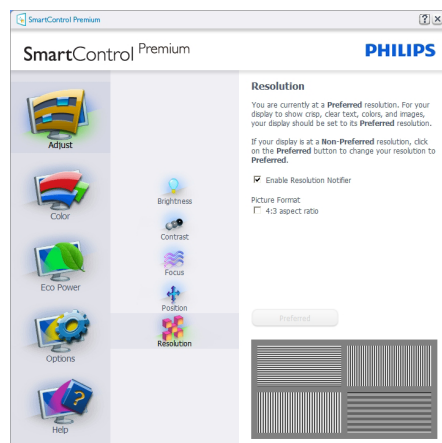 SmartControl Premium
SmartControl Premium
PHILIPS
Adjust
Color
Eco Power
Options
Help
Brightness
Contrast
Focus
Position
Resolution
Resolution
You are currently at a Preferred resolution. For your
display to show crisp, clear text, colors, and images,
your display should be set to its Preferred resolution.
If your display is at a Non-Preferred resolution, click
on the Preferred button to change your resolution to
Preferred.
Enable Resolution Notifier
Picture Format
4:3 aspect ratio
Preferred